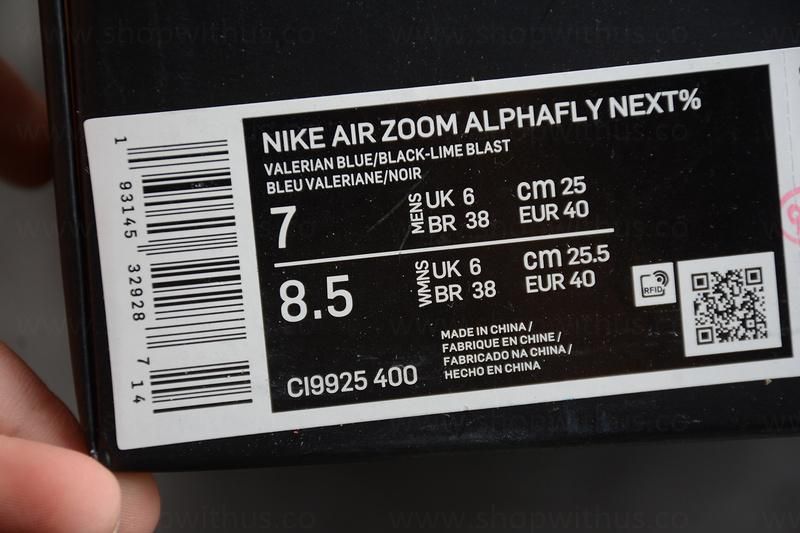 NIKE AIR ZOOM ALPHAFLY NEXT%
VALERIAN BLUE/BLACK-LIME BLAST
BLEU VALERIANE/NOIR
7
MENS
UK 6
BR 38
cm 25
EUR 40
8.5
WMNS
UK 6
BR 38
cm 25.5
EUR 40
RFID
MADE IN CHINA /
FABRIQUE EN CHINE /
FABRICADO NA CHINA /
HECHO EN CHINA
CI9925 400
1 93145 32928 7 14
www.shopwithus.co